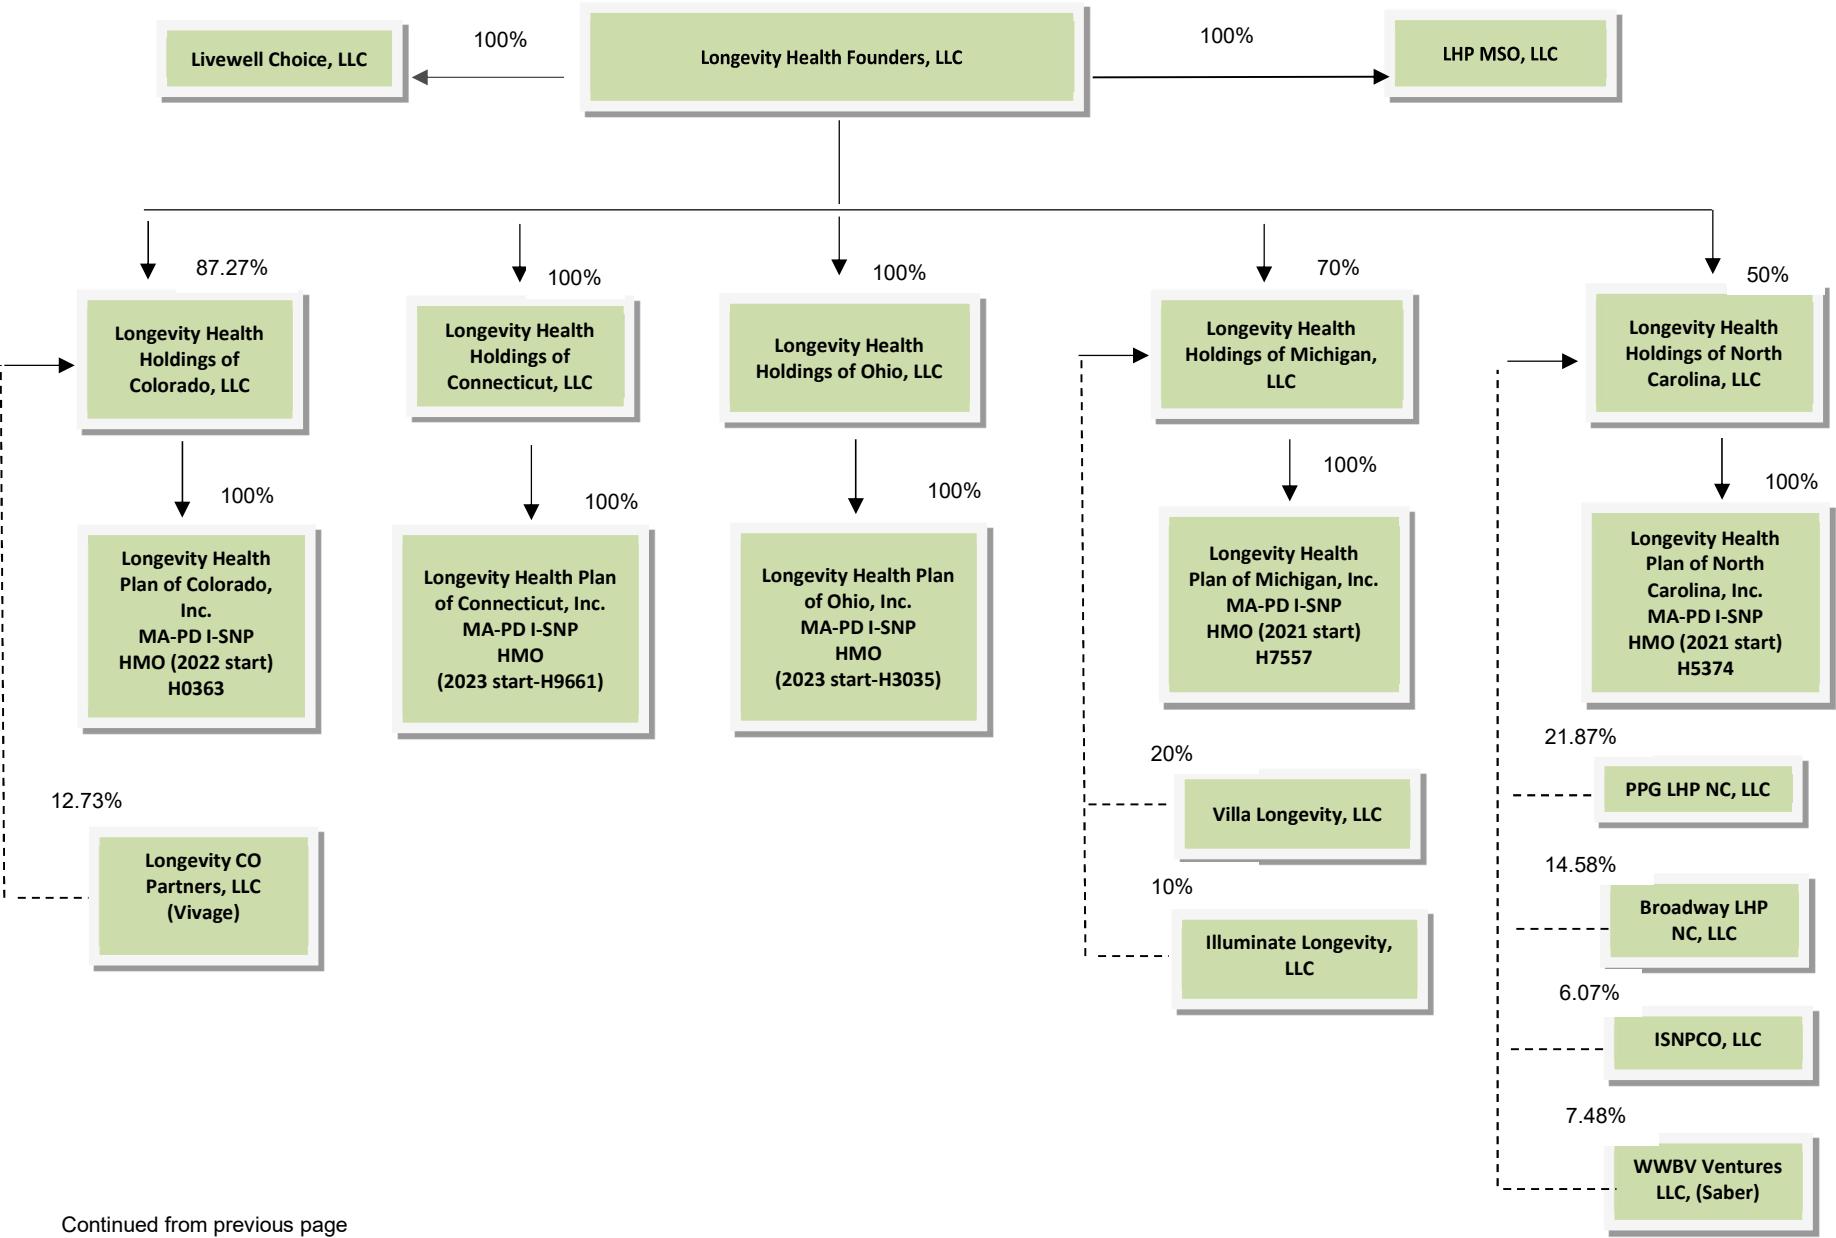 Livewell Choice, LLC
100%
Longevity Health Founders, LLC
100%
LHP MSO, LLC
87.27%
100%
100%
70%
50%
Longevity Health
Holdings of
Colorado, LLC
Longevity Health
Holdings of
Connecticut, LLC
Longevity Health
Holdings of Ohio, LLC
Longevity Health
Holdings of Michigan,
LLC
Longevity Health
Holdings of North
Carolina, LLC
100%
100%
100%
100%
100%
Longevity Health
Plan of Colorado,
Inc.
MA-PD I-SNP
HMO (2022 start)
H0363
Longevity Health Plan
of Connecticut, Inc.
MA-PD I-SNP
HMO
(2023 start-H9661)
Longevity Health Plan
of Ohio, Inc.
MA-PD I-SNP
HMO
(2023 start-H3035)
Longevity Health
Plan of Michigan, Inc.
MA-PD I-SNP
HMO (2021 start)
H7557
Longevity Health
Plan of North
Carolina, Inc.
MA-PD I-SNP
HMO (2021 start)
H5374
12.73%
Longevity CO
Partners, LLC
(Vivage)
20%
Villa Longevity, LLC
10%
Illuminate Longevity,
LLC
21.87%
PPG LHP NC, LLC
14.58%
Broadway LHP
NC, LLC
6.07%
ISNPCO, LLC
7.48%
WWBV Ventures
LLC, (Saber)
Continued from previous page